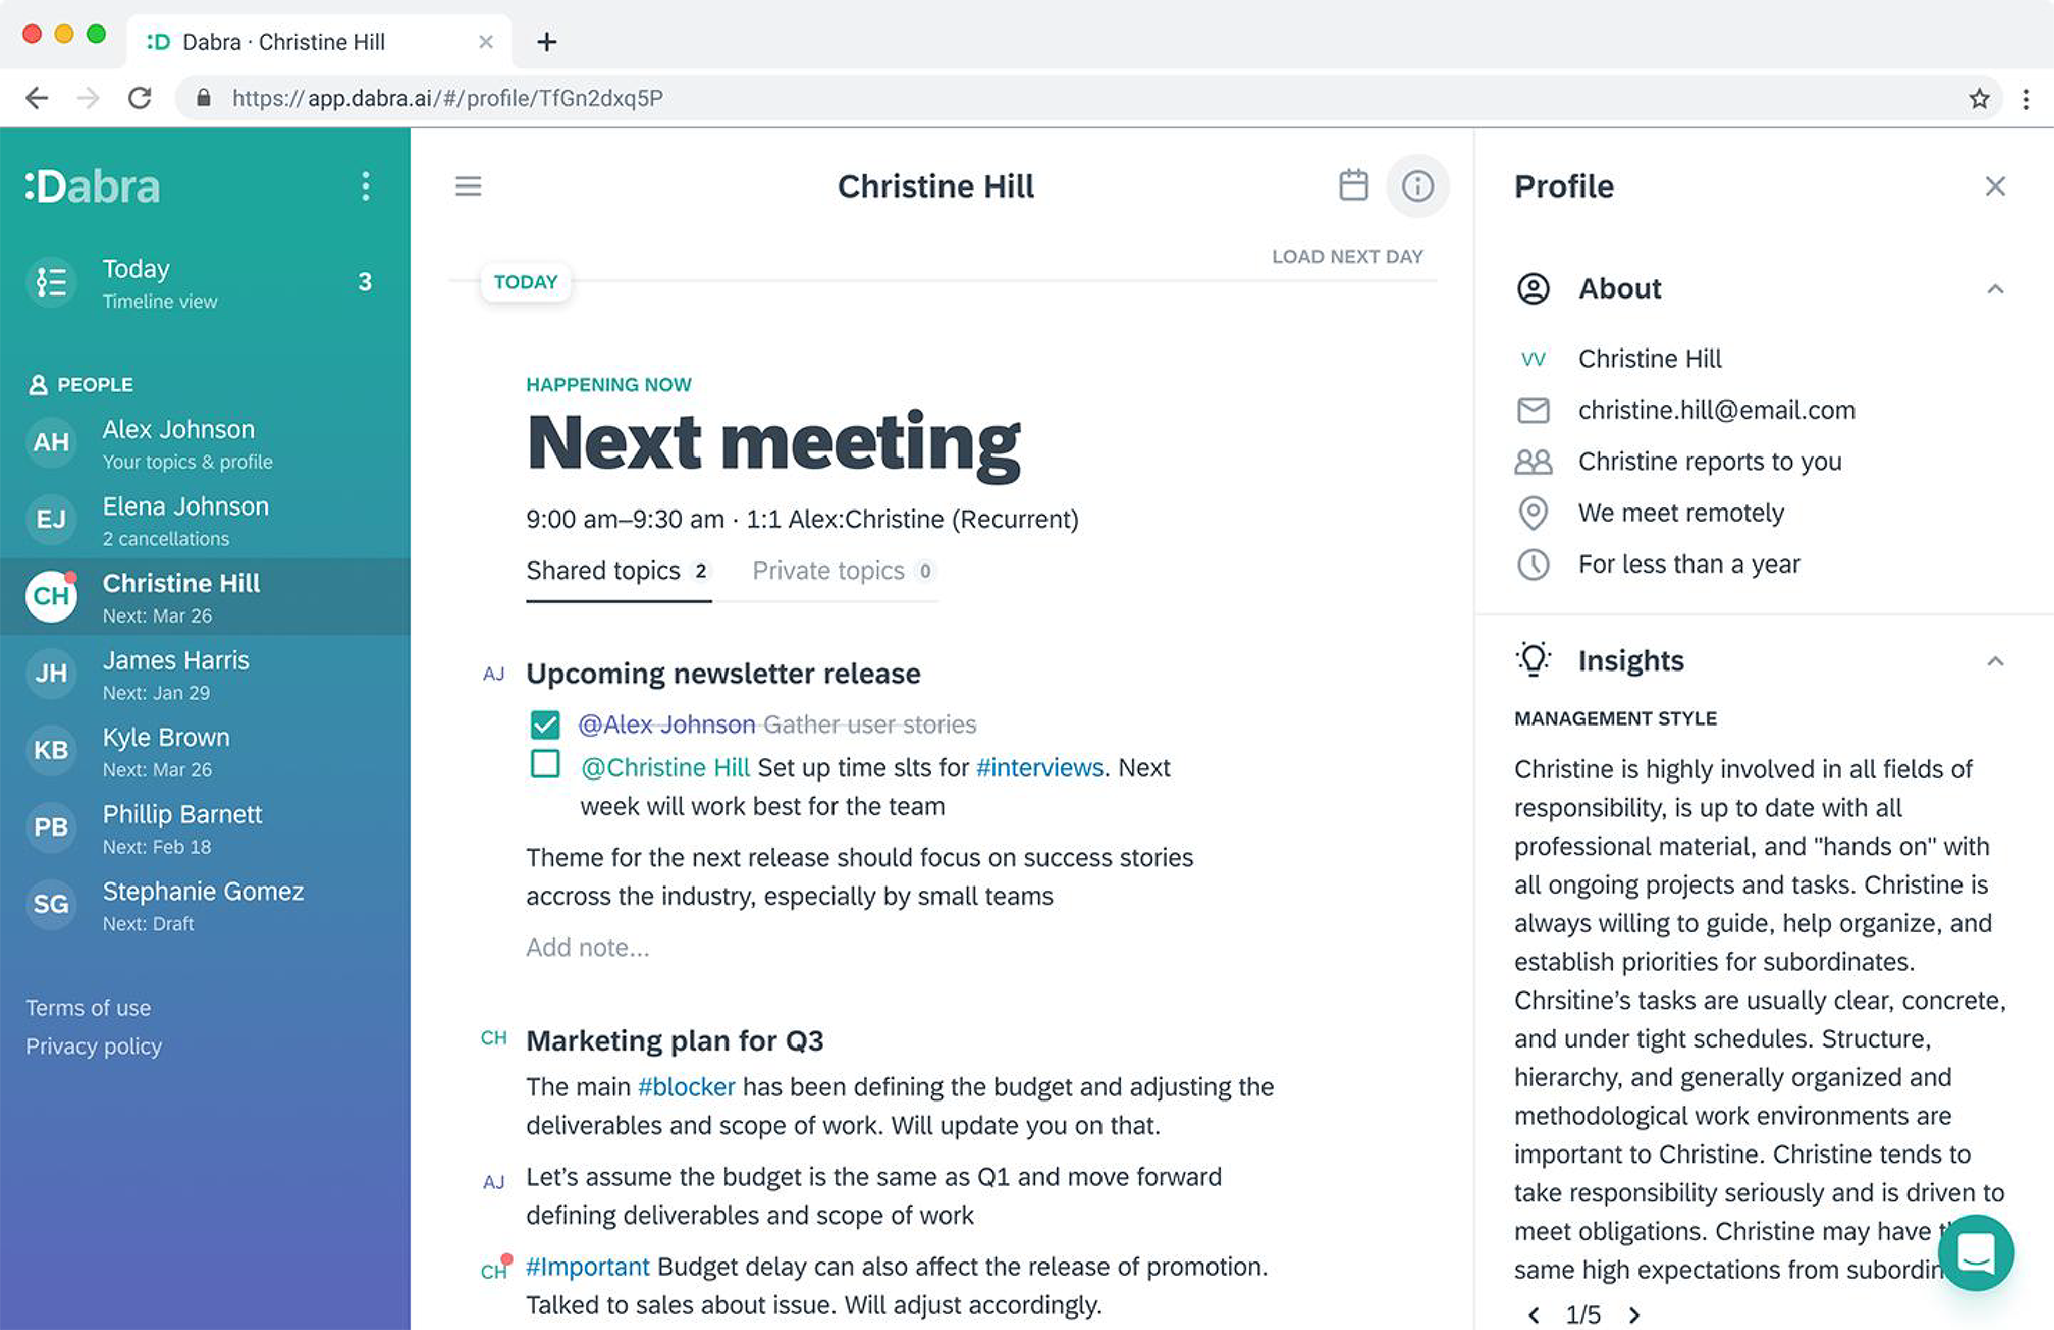 :D Dabra · Christine Hill
https://app.dabra.ai/#/profile/TfGn2dxq5P
:Dabra
Today
Timeline view
3
PEOPLE
AH
Alex Johnson
Your topics & profile
EJ
Elena Johnson
2 cancellations
CH
Christine Hill
Next: Mar 26
JH
James Harris
Next: Jan 29
KB
Kyle Brown
Next: Mar 26
PB
Phillip Barnett
Next: Feb 18
SG
Stephanie Gomez
Next: Draft
Terms of use
Privacy policy
Christine Hill
LOAD NEXT DAY
TODAY
HAPPENING NOW
Next meeting
9:00 am–9:30 am · 1:1 Alex:Christine (Recurrent)
Shared topics 2 Private topics 0
AJ Upcoming newsletter release
@Alex Johnson Gather user stories
@Christine Hill Set up time slts for #interviews. Next
week will work best for the team
Theme for the next release should focus on success stories
accross the industry, especially by small teams
Add note...
CH Marketing plan for Q3
The main #blocker has been defining the budget and adjusting the
deliverables and scope of work. Will update you on that.
AJ Let’s assume the budget is the same as Q1 and move forward
defining deliverables and scope of work
CH #Important Budget delay can also affect the release of promotion.
Talked to sales about issue. Will adjust accordingly.
Profile
About
VV Christine Hill
christine.hill@email.com
Christine reports to you
We meet remotely
For less than a year
Insights
MANAGEMENT STYLE
Christine is highly involved in all fields of
responsibility, is up to date with all
professional material, and "hands on" with
all ongoing projects and tasks. Christine is
always willing to guide, help organize, and
establish priorities for subordinates.
Chrsitine’s tasks are usually clear, concrete,
and under tight schedules. Structure,
hierarchy, and generally organized and
methodological work environments are
important to Christine. Christine tends to
take responsibility seriously and is driven to
meet obligations. Christine may have
same high expectations from
1/5